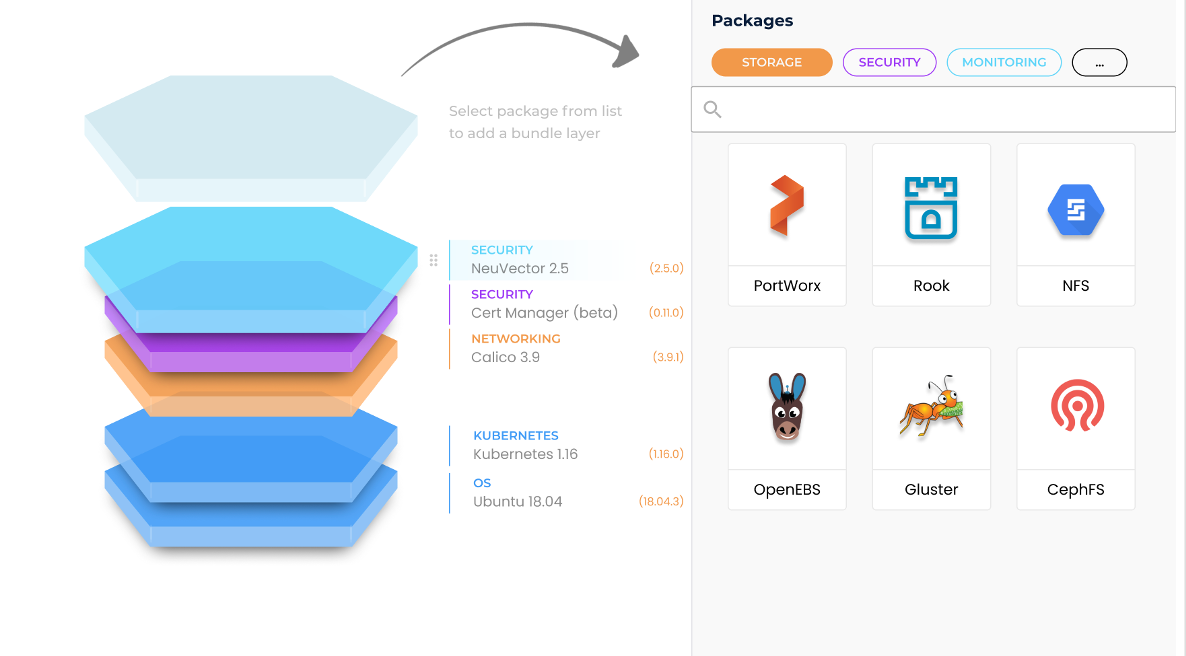 Packages
STORAGE
SECURITY
MONITORING
...
Select package from list
to add a bundle layer
SECURITY
NeuVector 2.5
(2.5.0)
SECURITY
Cert Manager (beta)
(0.11.0)
NETWORKING
Calico 3.9
(3.9.1)
KUBERNETES
Kubernetes 1.16
(1.16.0)
OS
Ubuntu 18.04
(18.04.3)
PortWorx
Rook
NFS
OpenEBS
Gluster
CephFS